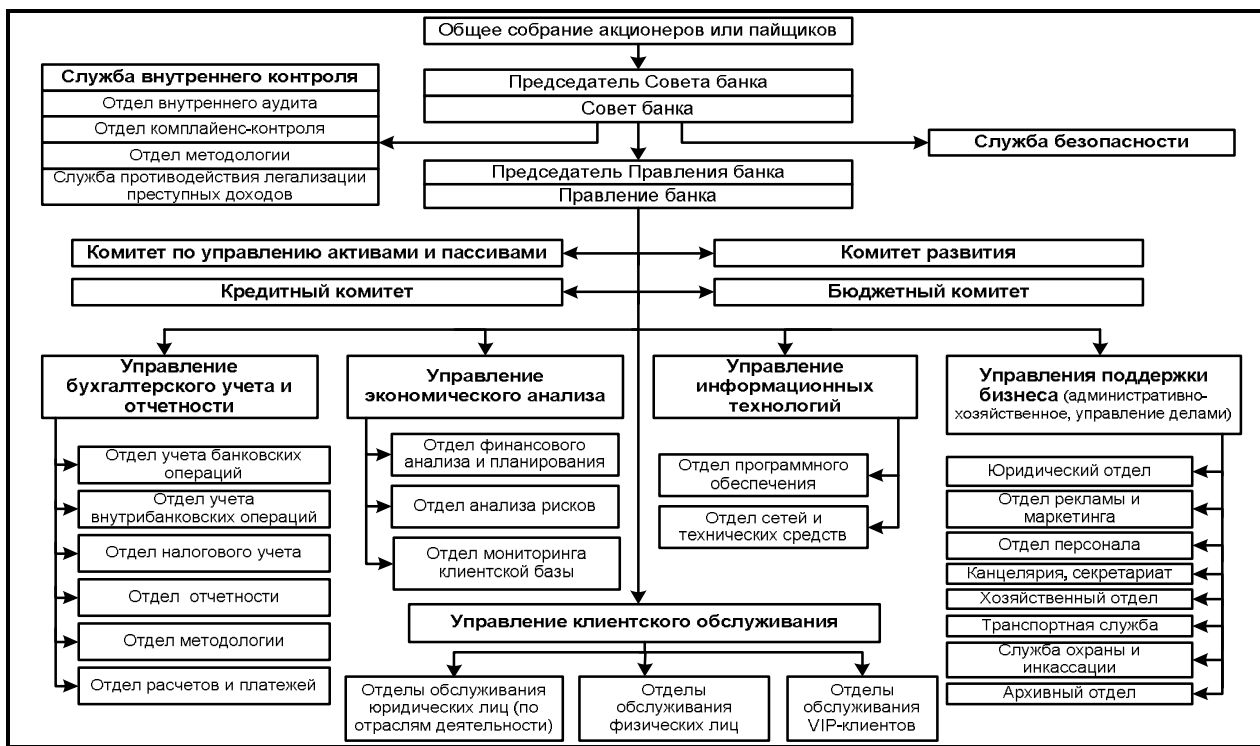 Общее собрание акционеров или пайщиков
Служба внутреннего контроля
Отдел внутреннего аудита
Отдел комплайенс-контроля
Отдел методологии
Служба противодействия легализации
преступных доходов
Председатель Совета банка
Совет банка
Служба безопасности
Председатель Правления банка
Правление банка
Комитет по управлению активами и пассивами
Комитет развития
Кредитный комитет
Бюджетный комитет
Управление
бухгалтерского учета и
отчетности
Отдел учета банковских
операций
Отдел учета
внутрибанковских операций
Отдел налогового учета
Отдел отчетности
Отдел методологии
Отдел расчетов и платежей
Управление
экономического анализа
Отдел финансового
анализа и планирования
Отдел анализа рисков
Отдел мониторинга
клиентской базы
Управление
информационных
технологий
Отдел программного
обеспечения
Отдел сетей и
технических средств
Управления поддержки
бизнеса (административно-
хозяйственное, управление делами)
Юридический отдел
Отдел рекламы и
маркетинга
Отдел персонала
Канцелярия, секретариат
Хозяйственный отдел
Транспортная служба
Служба охраны и
инкассации
Архивный отдел
Управление клиентского обслуживания
Отделы обслуживания
юридических лиц (по
отраслям деятельности)
Отделы
обслуживания
физических лиц
Отделы
обслуживания
VIP-клиентов